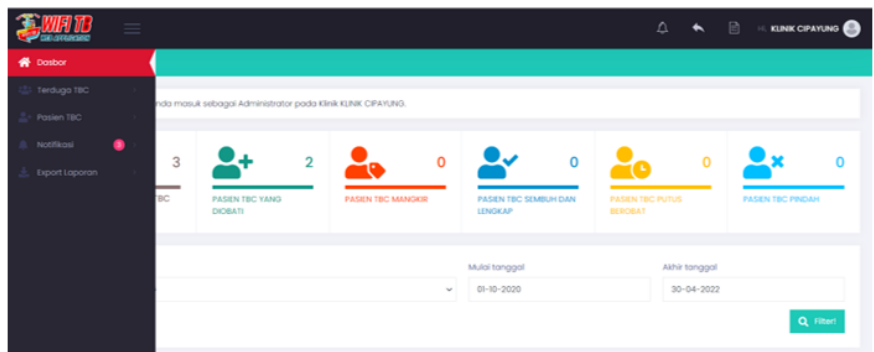 WIFI TB
WEB APPLICATION
Hi, KLINIK CIPAYUNG
Dasbor
Terduga TBC
Pasien TBC
Notifikasi 3
Export Laporan
nda masuk sebagai Administrator pada Klinik KLINIK CIPAYUNG.
3
TBC
2
PASIEN TBC YANG
DIOBATI
0
PASIEN TBC MANGKIR
0
PASIEN TBC SEMBUH DAN
LENGKAP
0
PASIEN TBC PUTUS
BEROBAT
0
PASIEN TBC PINDAH
Mulai tanggal
01-10-2020
Akhir tanggal
30-04-2022
Filter!